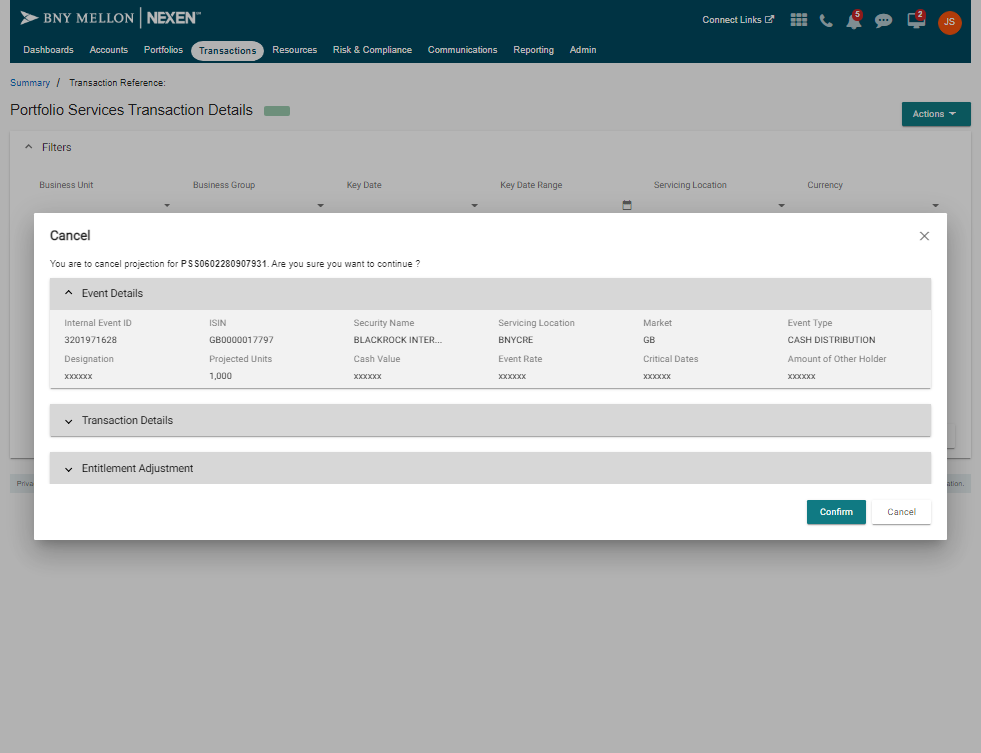 BNY MELLON | NEXEN™
Connect Links
5
2
JS
Dashboards Accounts Portfolios Transactions Resources Risk & Compliance Communications Reporting Admin
Summary / Transaction Reference:
Portfolio Services Transaction Details
Actions
Filters
Business Unit Business Group Key Date Key Date Range Servicing Location Currency
Cancel
You are to cancel projection for PSS0602280907931. Are you sure you want to continue ?
Event Details
Internal Event ID ISIN Security Name Servicing Location Market Event Type
3201971628 GB0000017797 BLACKROCK INTER... BNYCRE GB CASH DISTRIBUTION
Designation Projected Units Cash Value Event Rate Critical Dates Amount of Other Holder
xxxxxx 1,000 xxxxxx xxxxxx xxxxxx xxxxxx
Transaction Details
Entitlement Adjustment
Priva
ation.
Confirm Cancel